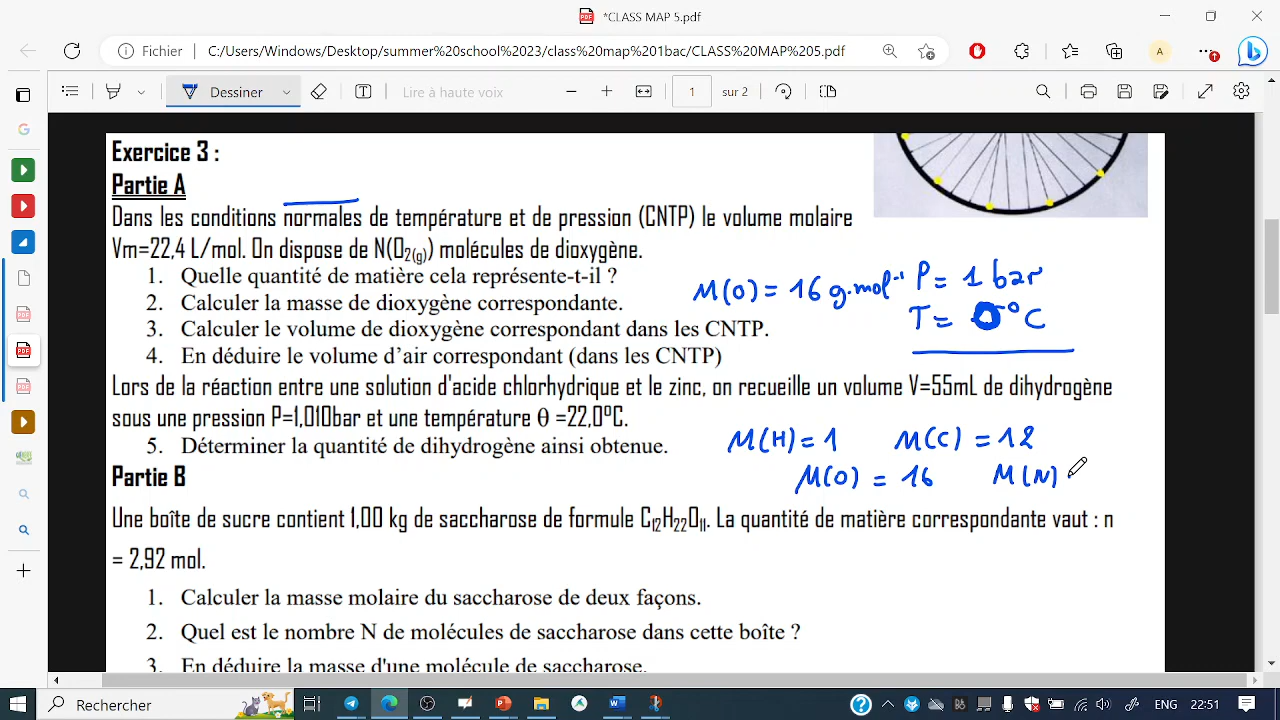 *CLASS MAP 5.pdf
Fichier C:/Users/Windows/Desktop/summer%20school%202023/class%20map%201bac/CLASS%20MAP%205.pdf
A
Dessiner
Lire à haute voix
1 sur 2
Exercice 3 :
Partie A
Dans les conditions normales de température et de pression (CNTP) le volume molaire
Vm=22,4 L/mol. On dispose de N(O₂(g)) molécules de dioxygène.
1. Quelle quantité de matière cela représente-t-il ?
2. Calculer la masse de dioxygène correspondante.
3. Calculer le volume de dioxygène correspondant dans les CNTP.
4. En déduire le volume d'air correspondant (dans les CNTP)
M(O) = 16 g.mol⁻¹
P = 1 bar
T = 0°C
Lors de la réaction entre une solution d'acide chlorhydrique et le zinc, on recueille un volume V=55mL de dihydrogène
sous une pression P=1,010bar et une température θ =22,0°C.
5. Déterminer la quantité de dihydrogène ainsi obtenue.
M(H) = 1 M(C) = 12
M(O) = 16 M(N)
Partie B
Une boîte de sucre contient 1,00 kg de saccharose de formule C₁₂H₂₂O₁₁. La quantité de matière correspondante vaut : n
= 2,92 mol.
1. Calculer la masse molaire du saccharose de deux façons.
2. Quel est le nombre N de molécules de saccharose dans cette boîte ?
3. En déduire la masse d'une molécule de saccharose.
Rechercher
ENG 22:51